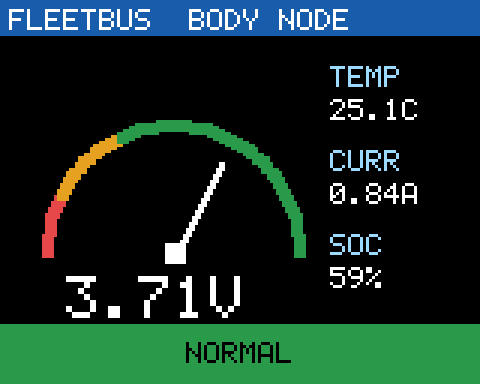 FLEETBUS BODY NODE
TEMP
25.1C
CURR
0.84A
SOC
59%
3.71V
NORMAL